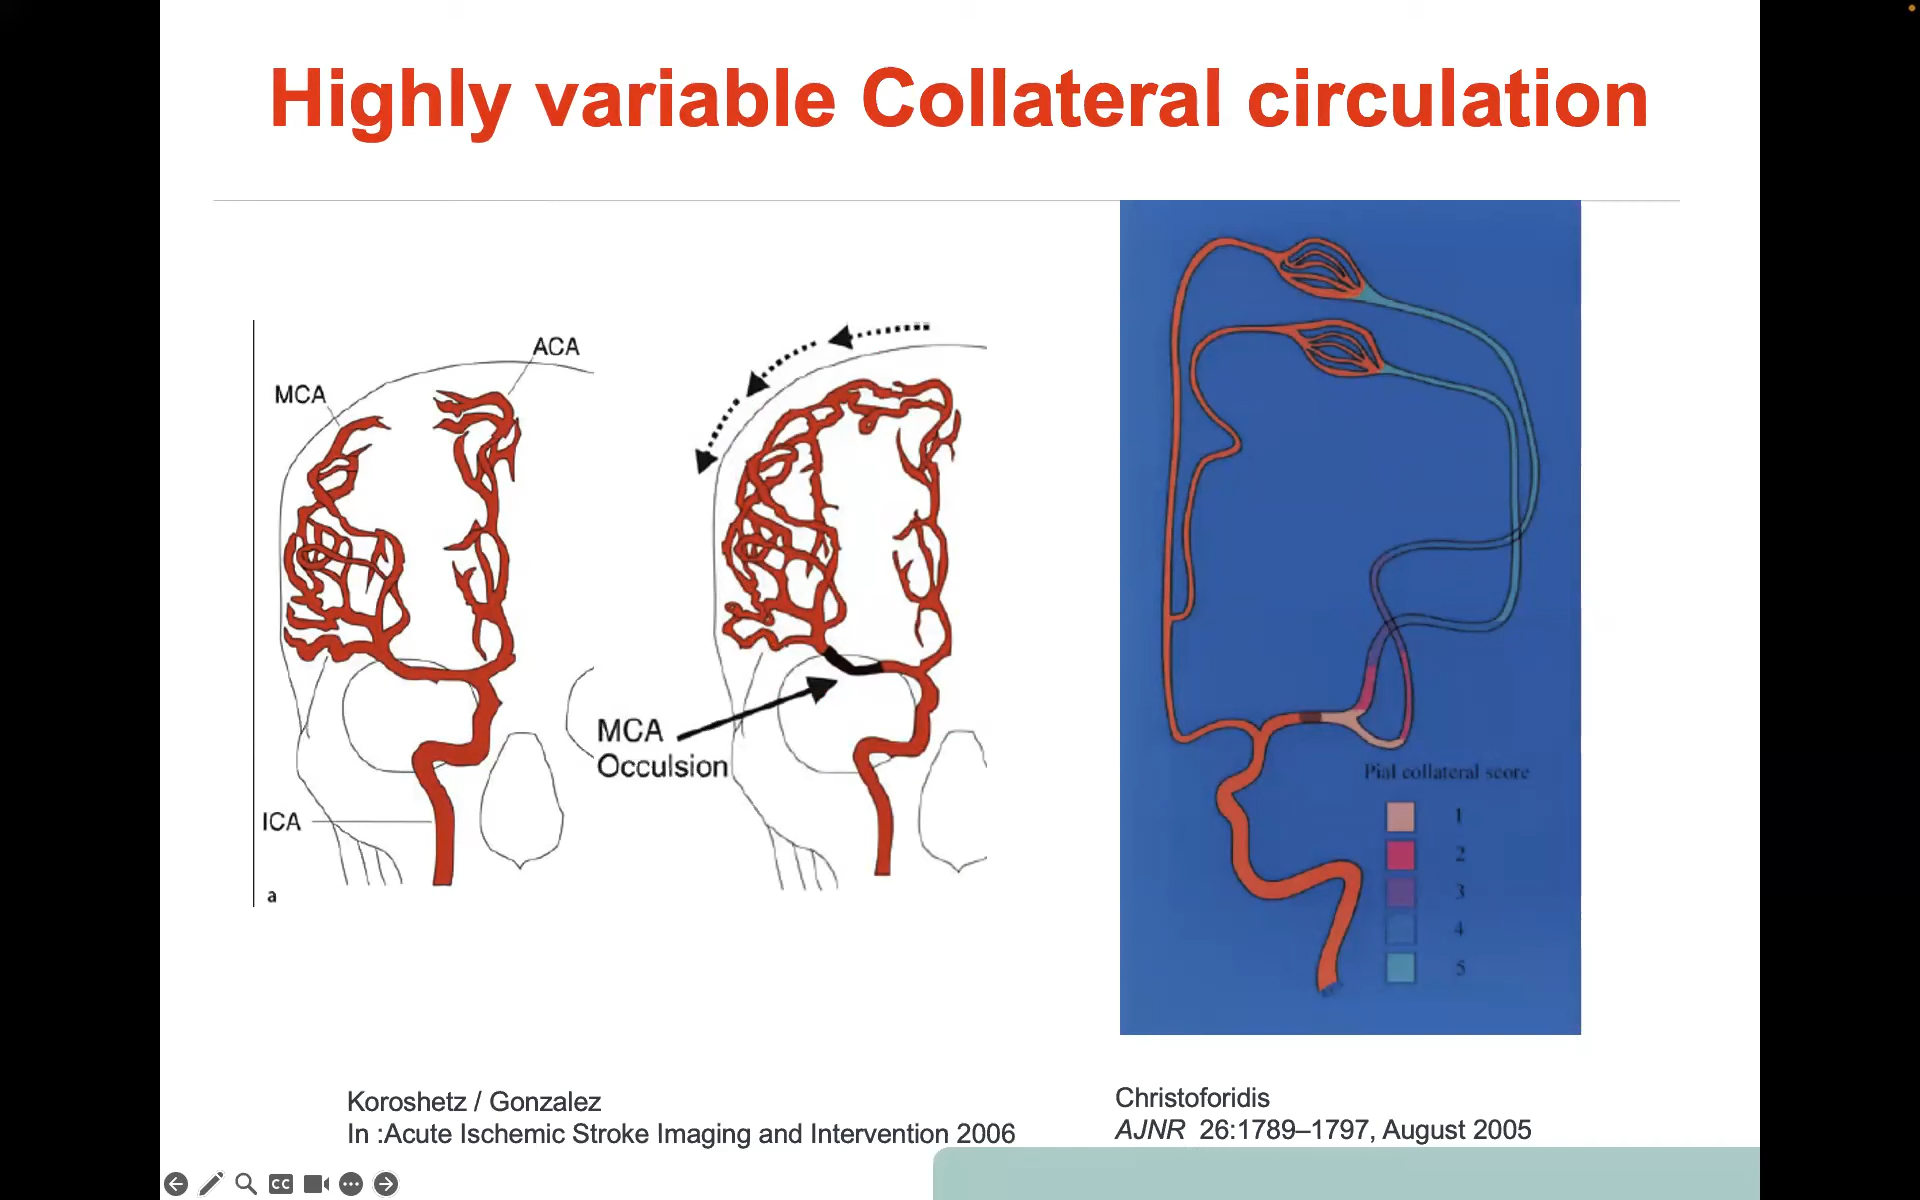 Highly variable Collateral circulation
ACA
MCA
ICA
a
MCA
Occulsion
Pial collateral score
1
2
3
4
5
Koroshetz / Gonzalez
In :Acute Ischemic Stroke Imaging and Intervention 2006
Christoforidis
AJNR 26:1789–1797, August 2005
CC